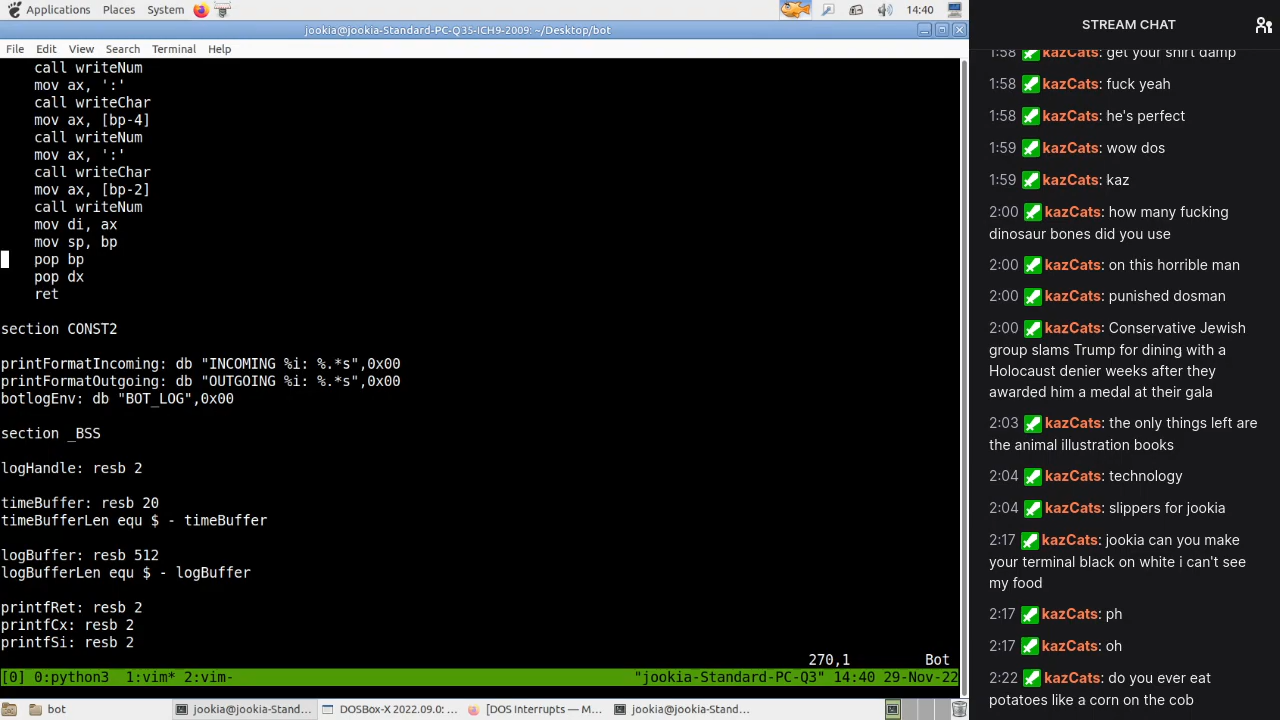 Applications Places System 14:40
jookia@jookia-Standard-PC-Q35-ICH9-2009: ~/Desktop/bot
File Edit View Search Terminal Help
call writeNum
mov ax, ':'
call writeChar
mov ax, [bp-4]
call writeNum
mov ax, ':'
call writeChar
mov ax, [bp-2]
call writeNum
mov di, ax
mov sp, bp
pop bp
pop dx
ret
section CONST2
printFormatIncoming: db "INCOMING %i: %.*s",0x00
printFormatOutgoing: db "OUTGOING %i: %.*s",0x00
botlogEnv: db "BOT_LOG",0x00
section _BSS
logHandle: resb 2
timeBuffer: resb 20
timeBufferLen equ $ - timeBuffer
logBuffer: resb 512
logBufferLen equ $ - logBuffer
printfRet: resb 2
printfCx: resb 2
printfSi: resb 2
270,1 Bot
[0] 0:python3 1:vim* 2:vim- "jookia-Standard-PC-Q3" 14:40 29-Nov-22
bot jookia@jookia-Stand... DOSBox-X 2022.09.0: ... [DOS Interrupts — M... jookia@jookia-Stand...
STREAM CHAT
1:58 kazCats: get your shirt damp
1:58 kazCats: fuck yeah
1:58 kazCats: he's perfect
1:59 kazCats: wow dos
1:59 kazCats: kaz
2:00 kazCats: how many fucking
dinosaur bones did you use
2:00 kazCats: on this horrible man
2:00 kazCats: punished dosman
2:00 kazCats: Conservative Jewish
group slams Trump for dining with a
Holocaust denier weeks after they
awarded him a medal at their gala
2:03 kazCats: the only things left are
the animal illustration books
2:04 kazCats: technology
2:04 kazCats: slippers for jookia
2:17 kazCats: jookia can you make
your terminal black on white i can't see
my food
2:17 kazCats: ph
2:17 kazCats: oh
2:22 kazCats: do you ever eat
potatoes like a corn on the cob